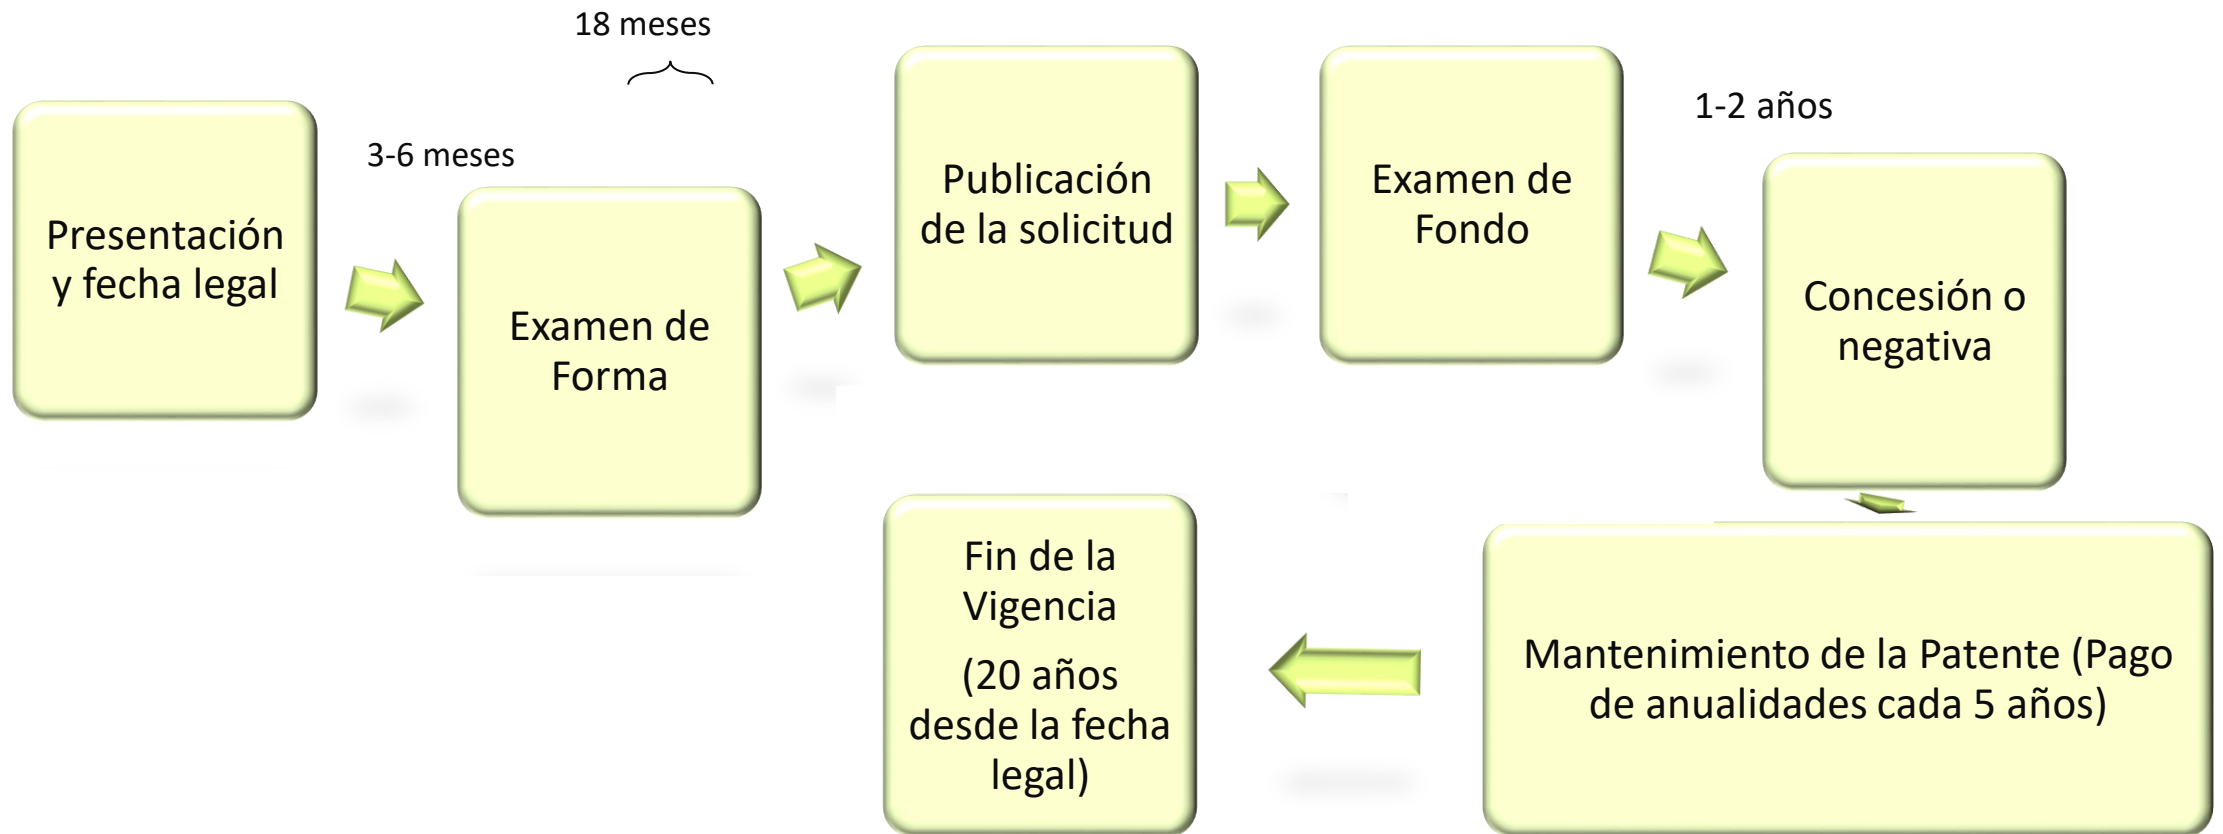 18 meses
3-6 meses
1-2 años
Presentación
y fecha legal
Examen de
Forma
Publicación
de la solicitud
Examen de
Fondo
Concesión o
negativa
Mantenimiento de la Patente (Pago
de anualidades cada 5 años)
Fin de la
Vigencia
(20 años
desde la fecha
legal)